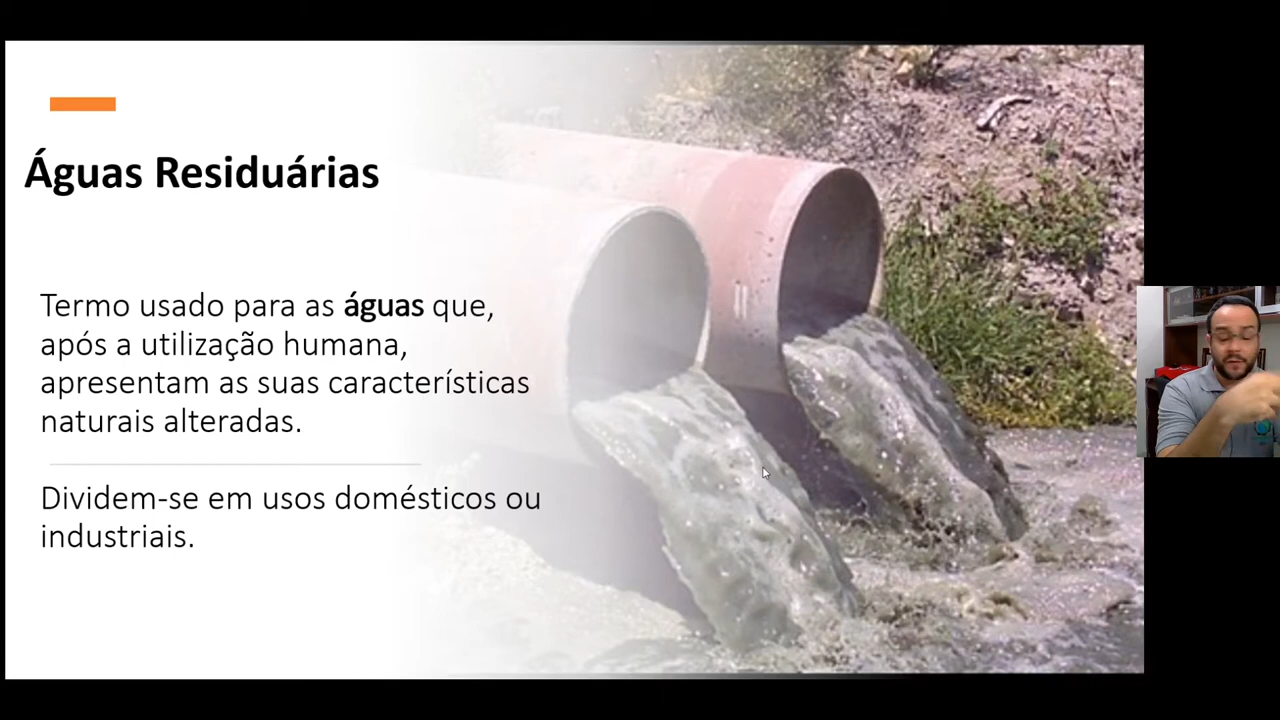 Águas Residuárias
Termo usado para as águas que,
após a utilização humana,
apresentam as suas características
naturais alteradas.
Dividem-se em usos domésticos ou
industriais.